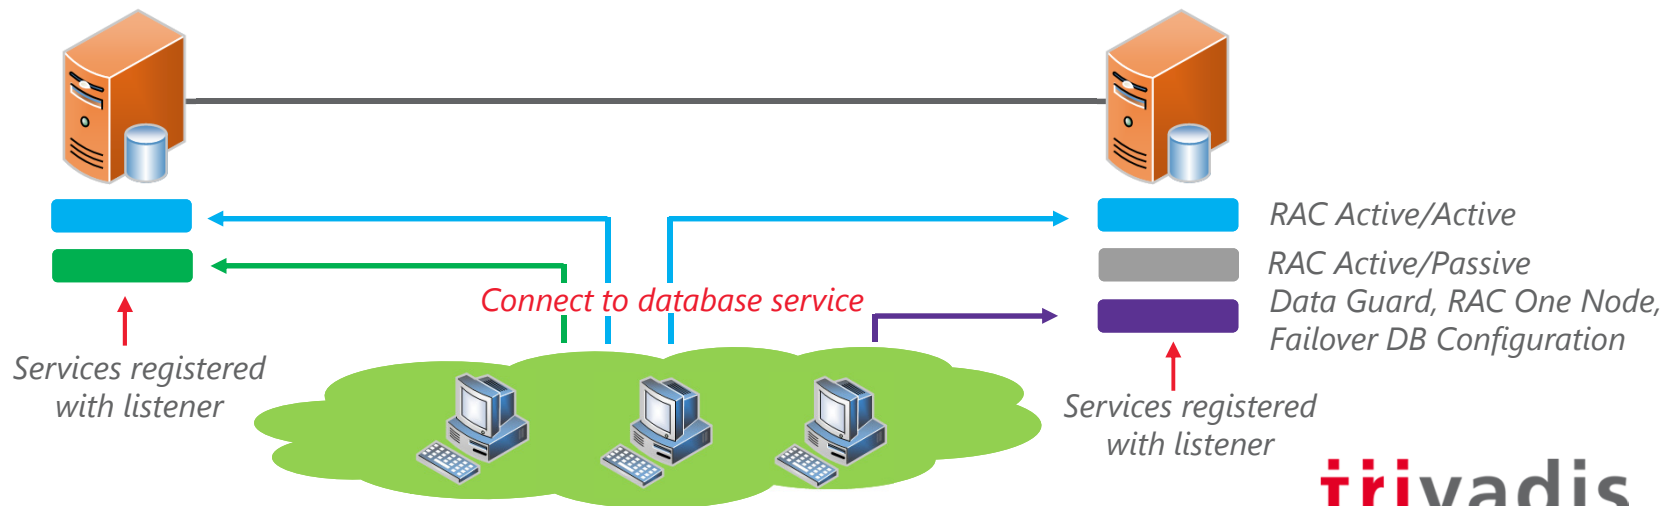 RAC Active/Active
RAC Active/Passive
Connect to database service
Data Guard, RAC One Node,
Failover DB Configuration
Services registered
with listener
Services registered
with listener
trivadis